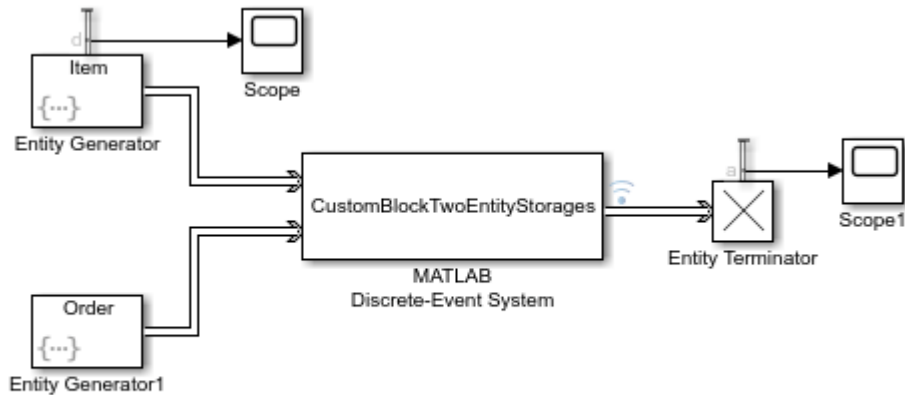 d
Item
{...}
Entity Generator
Scope
CustomBlockTwoEntityStorages
MATLAB
Discrete-Event System
a
Entity Terminator
Scope1
Order
{...}
Entity Generator1